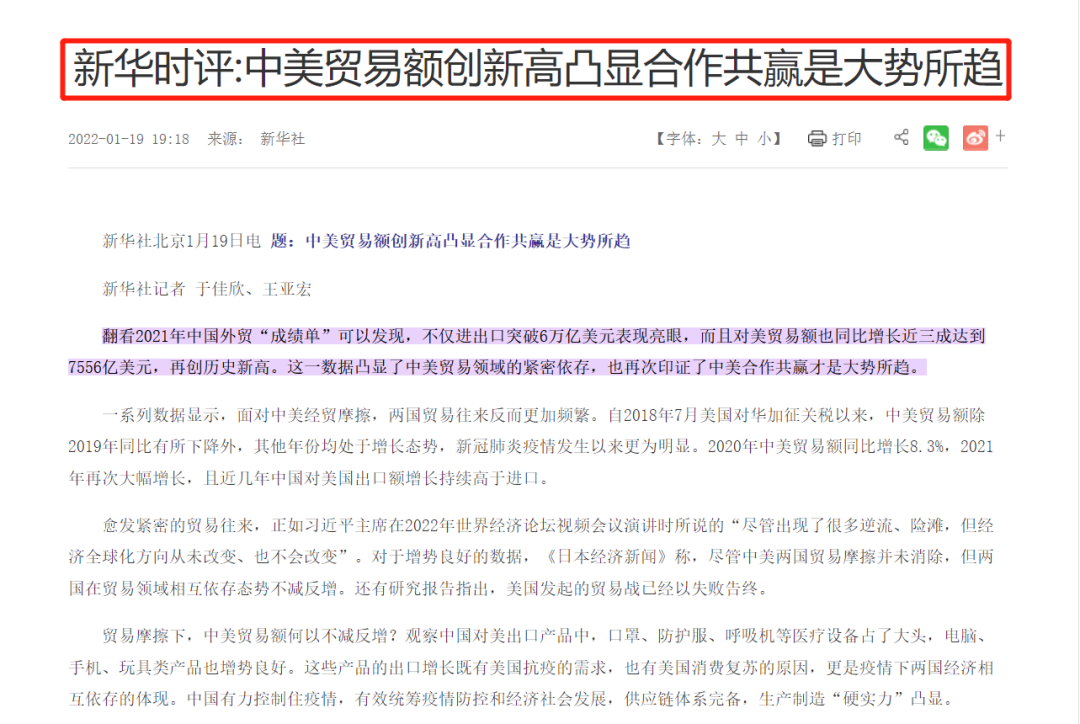 新华时评:中美贸易额创新高凸显合作共赢是大势所趋
2022-01-19 19:18 来源： 新华社 【字体：大 中 小】 打印
新华社北京1月19日电 题：中美贸易额创新高凸显合作共赢是大势所趋
新华社记者 于佳欣、王亚宏
翻看2021年中国外贸“成绩单”可以发现，不仅进出口突破6万亿美元表现亮眼，而且对美贸易额也同比增长近三成达到
7556亿美元，再创历史新高。这一数据凸显了中美贸易领域的紧密依存，也再次印证了中美合作共赢才是大势所趋。
一系列数据显示，面对中美经贸摩擦，两国贸易往来反而更加频繁。自2018年7月美国对华加征关税以来，中美贸易额除
2019年同比有所下降外，其他年份均处于增长态势，新冠肺炎疫情发生以来更为明显。2020年中美贸易额同比增长8.3%，2021
年再次大幅增长，且近几年中国对美国出口额增长持续高于进口。
愈发紧密的贸易往来，正如习近平主席在2022年世界经济论坛视频会议演讲时所说的“尽管出现了很多逆流、险滩，但经
济全球化方向从未改变、也不会改变”。对于增势良好的数据，《日本经济新闻》称，尽管中美两国贸易摩擦并未消除，但两
国在贸易领域相互依存态势不减反增。还有研究报告指出，美国发起的贸易战已经以失败告终。
贸易摩擦下，中美贸易额何以不减反增？观察中国对美出口产品中，口罩、防护服、呼吸机等医疗设备占了大头，电脑、
手机、玩具类产品也增势良好。这些产品的出口增长既有美国抗疫的需求，也有美国消费复苏的原因，更是疫情下两国经济相
互依存的体现。中国有力控制住疫情，有效统筹疫情防控和经济社会发展，供应链体系完备，生产制造“硬实力”凸显。